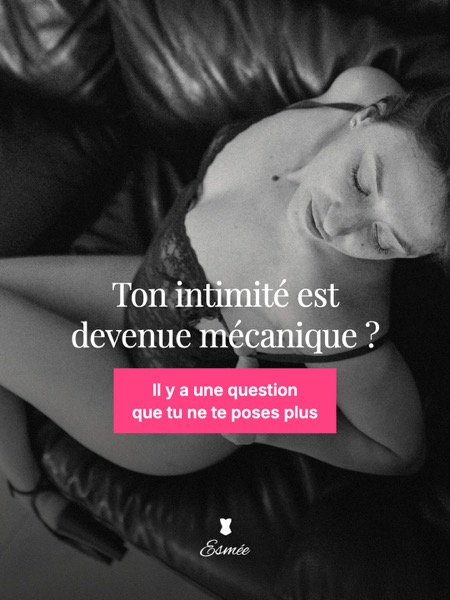 Ton intimité est
devenue mécanique ?
Il y a une question
que tu ne te poses plus
Esmée